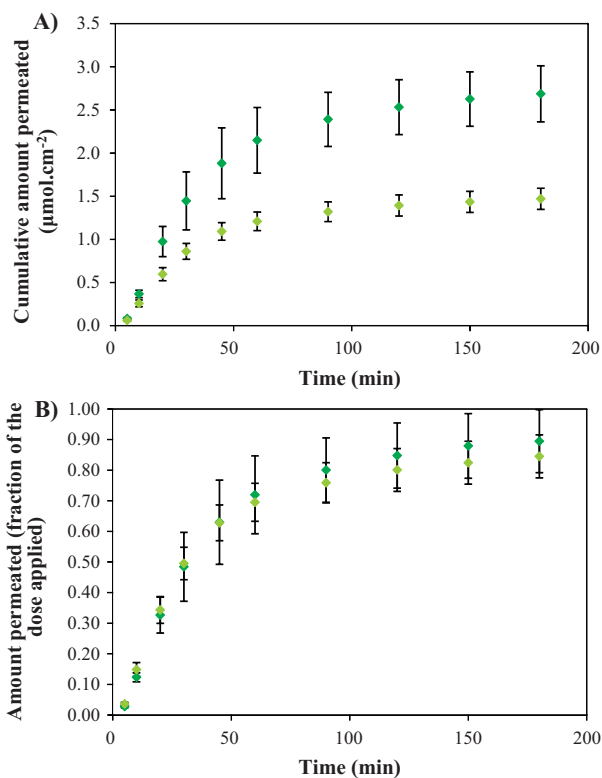 A)
Cumulative amount permeated
(µmol.cm-2)
3.5
3.0
2.5
2.0
1.5
1.0
0.5
0.0
0 50 100 150 200
Time (min)
B)
Amount permeated (fraction of the
dose applied)
1.00
0.90
0.80
0.70
0.60
0.50
0.40
0.30
0.20
0.10
0.00
0 50 100 150 200
Time (min)